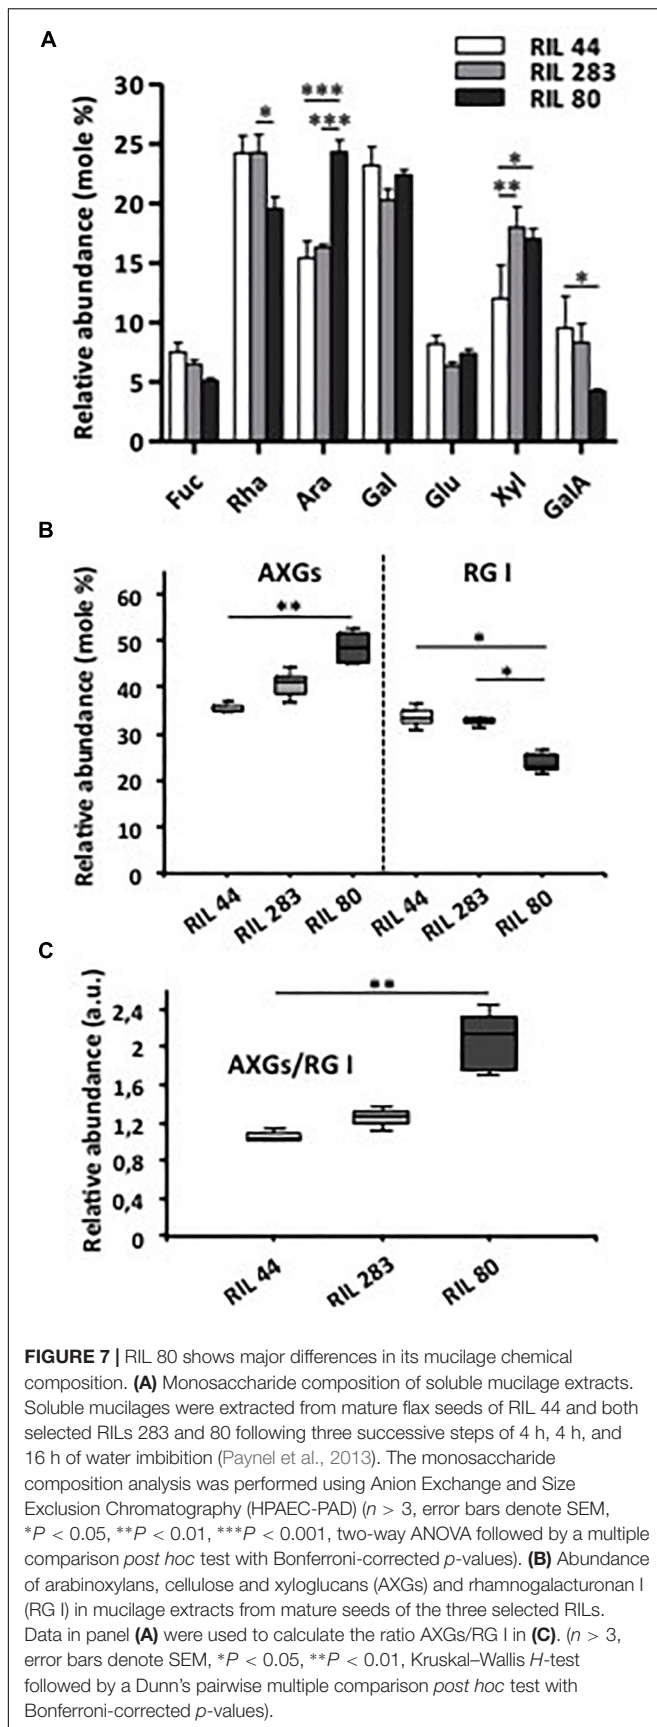 A
RIL 44
RIL 283
RIL 80
Relative abundance (mole %)
30
25
20
15
10
5
0
*
***
***
*
**
*
Fuc
Rha
Ara
Gal
Glu
Xyl
GalA
B
AXGs
RG I
Relative abundance (mole %)
60
50
40
30
20
10
0
**
*
*
RIL 44
RIL 283
RIL 80
RIL 44
RIL 283
RIL 80
C
Relative abundance (a.u.)
2,4
2
1,6
1,2
0,8
0,4
0
**
AXGs/RG I
RIL 44
RIL 283
RIL 80
FIGURE 7 | RIL 80 shows major differences in its mucilage chemical
composition. (A) Monosaccharide composition of soluble mucilage extracts.
Soluble mucilages were extracted from mature flax seeds of RIL 44 and both
selected RILs 283 and 80 following three successive steps of 4 h, 4 h, and
16 h of water imbibition (Paynel et al., 2013). The monosaccharide
composition analysis was performed using Anion Exchange and Size
Exclusion Chromatography (HPAEC-PAD) (n > 3, error bars denote SEM,
*P < 0.05, **P < 0.01, ***P < 0.001, two-way ANOVA followed by a multiple
comparison post hoc test with Bonferroni-corrected p-values). (B) Abundance
of arabinoxylans, cellulose and xyloglucans (AXGs) and rhamnogalacturonan I
(RG I) in mucilage extracts from mature seeds of the three selected RILs.
Data in panel (A) were used to calculate the ratio AXGs/RG I in (C). (n > 3,
error bars denote SEM, *P < 0.05, **P < 0.01, Kruskal–Wallis H-test
followed by a Dunn's pairwise multiple comparison post hoc test with
Bonferroni-corrected p-values).